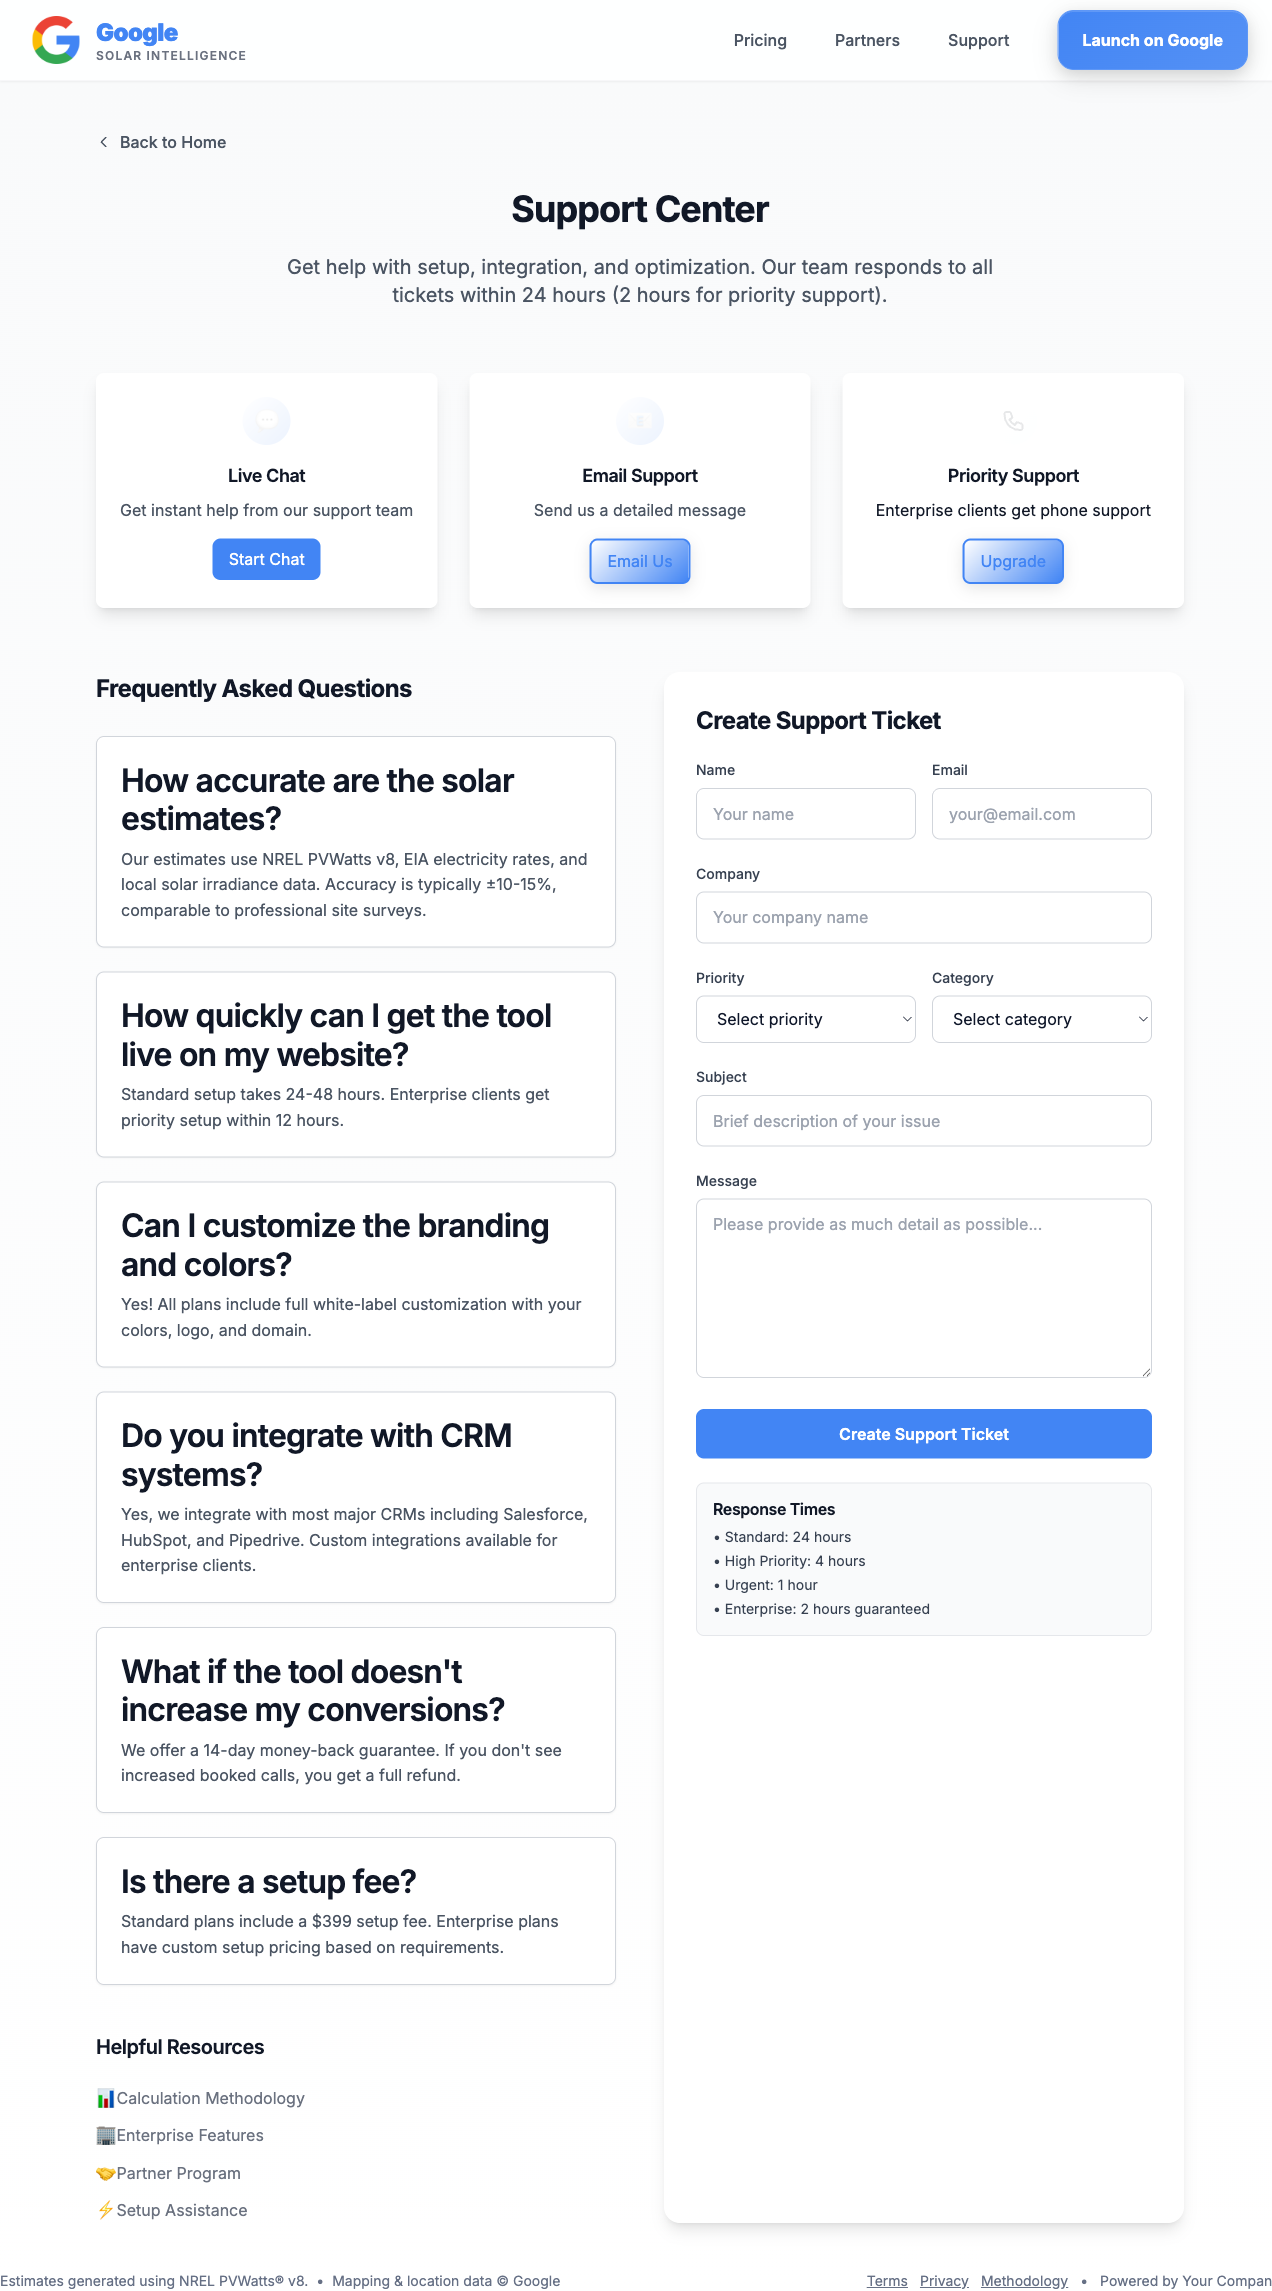 Google
SOLAR INTELLIGENCE
Pricing
Partners
Support
Launch on Google
Back to Home
Support Center
Get help with setup, integration, and optimization. Our team responds to all
tickets within 24 hours (2 hours for priority support).
Live Chat
Get instant help from our support team
Start Chat
Email Support
Send us a detailed message
Email Us
Priority Support
Enterprise clients get phone support
Upgrade
Frequently Asked Questions
How accurate are the solar
estimates?
Our estimates use NREL PVWatts v8, EIA electricity rates, and
local solar irradiance data. Accuracy is typically ±10-15%,
comparable to professional site surveys.
How quickly can I get the tool
live on my website?
Standard setup takes 24-48 hours. Enterprise clients get
priority setup within 12 hours.
Can I customize the branding
and colors?
Yes! All plans include full white-label customization with your
colors, logo, and domain.
Do you integrate with CRM
systems?
Yes, we integrate with most major CRMs including Salesforce,
HubSpot, and Pipedrive. Custom integrations available for
enterprise clients.
What if the tool doesn't
increase my conversions?
We offer a 14-day money-back guarantee. If you don't see
increased booked calls, you get a full refund.
Is there a setup fee?
Standard plans include a $399 setup fee. Enterprise plans
have custom setup pricing based on requirements.
Helpful Resources
Calculation Methodology
Enterprise Features
Partner Program
Setup Assistance
Create Support Ticket
Name
Email
Your name
your@email.com
Company
Your company name
Priority
Category
Select priority
Select category
Subject
Brief description of your issue
Message
Please provide as much detail as possible...
Create Support Ticket
Response Times
• Standard: 24 hours
• High Priority: 4 hours
• Urgent: 1 hour
• Enterprise: 2 hours guaranteed
Estimates generated using NREL PVWatts® v8. • Mapping & location data © Google
Terms Privacy Methodology • Powered by Your Compan